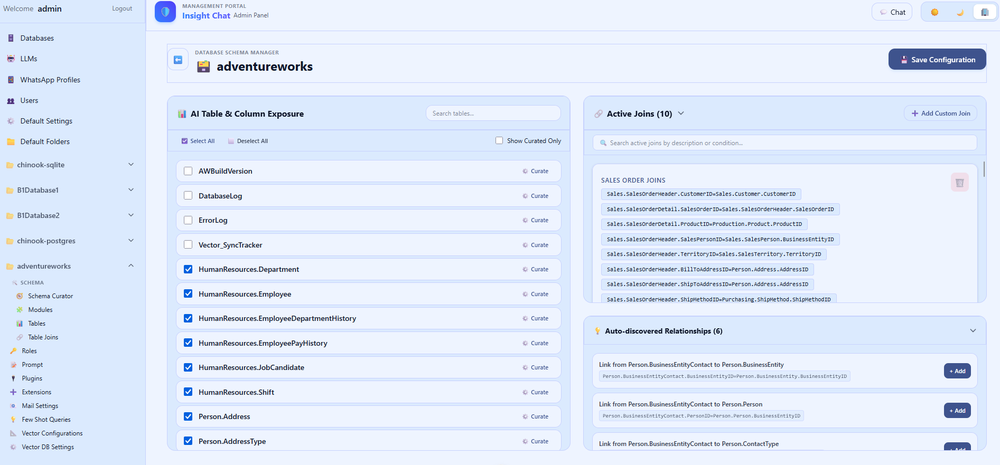 Welcome admin
Logout
Databases
LLMs
WhatsApp Profiles
Users
Default Settings
Default Folders
chinook-sqlite
B1Database1
B1Database2
chinook-postgres
adventureworks
SCHEMA
Schema Curator
Modules
Tables
Table Joins
Roles
Prompt
Plugins
Extensions
Mail Settings
Few Shot Queries
Vector Configurations
Vector DB Settings
MANAGEMENT PORTAL
Insight Chat Admin Panel
Chat
DATABASE SCHEMA MANAGER
adventureworks
Save Configuration
AI Table & Column Exposure
Search tables...
Select All
Deselect All
Show Curated Only
AWBuildVersion
Curate
DatabaseLog
Curate
ErrorLog
Curate
Vector_SyncTracker
Curate
HumanResources.Department
Curate
HumanResources.Employee
Curate
HumanResources.EmployeeDepartmentHistory
Curate
HumanResources.EmployeePayHistory
Curate
HumanResources.JobCandidate
Curate
HumanResources.Shift
Curate
Person.Address
Curate
Person.AddressType
Curate
Active Joins (10)
Add Custom Join
Search active joins by description or condition...
SALES ORDER JOINS
Sales.SalesOrderHeader.CustomerID=Sales.Customer.CustomerID
Sales.SalesOrderDetail.SalesOrderID=Sales.SalesOrderHeader.SalesOrderID
Sales.SalesOrderDetail.ProductID=Production.Product.ProductID
Sales.SalesOrderHeader.SalesPersonID=Sales.SalesPerson.BusinessEntityID
Sales.SalesOrderHeader.TerritoryID=Sales.SalesTerritory.TerritoryID
Sales.SalesOrderHeader.BillToAddressID=Person.Address.AddressID
Sales.SalesOrderHeader.ShipToAddressID=Person.Address.AddressID
Sales.SalesOrderHeader.ShipMethodID=Purchasing.ShipMethod.ShipMethodID
Auto-discovered Relationships (6)
Link from Person.BusinessEntityContact to Person.BusinessEntity
Person.BusinessEntityContact.BusinessEntityID=Person.BusinessEntity.BusinessEntityID
+ Add
Link from Person.BusinessEntityContact to Person.Person
Person.BusinessEntityContact.PersonID=Person.Person.BusinessEntityID
+ Add
Link from Person.BusinessEntityContact to Person.ContactType
+ Add